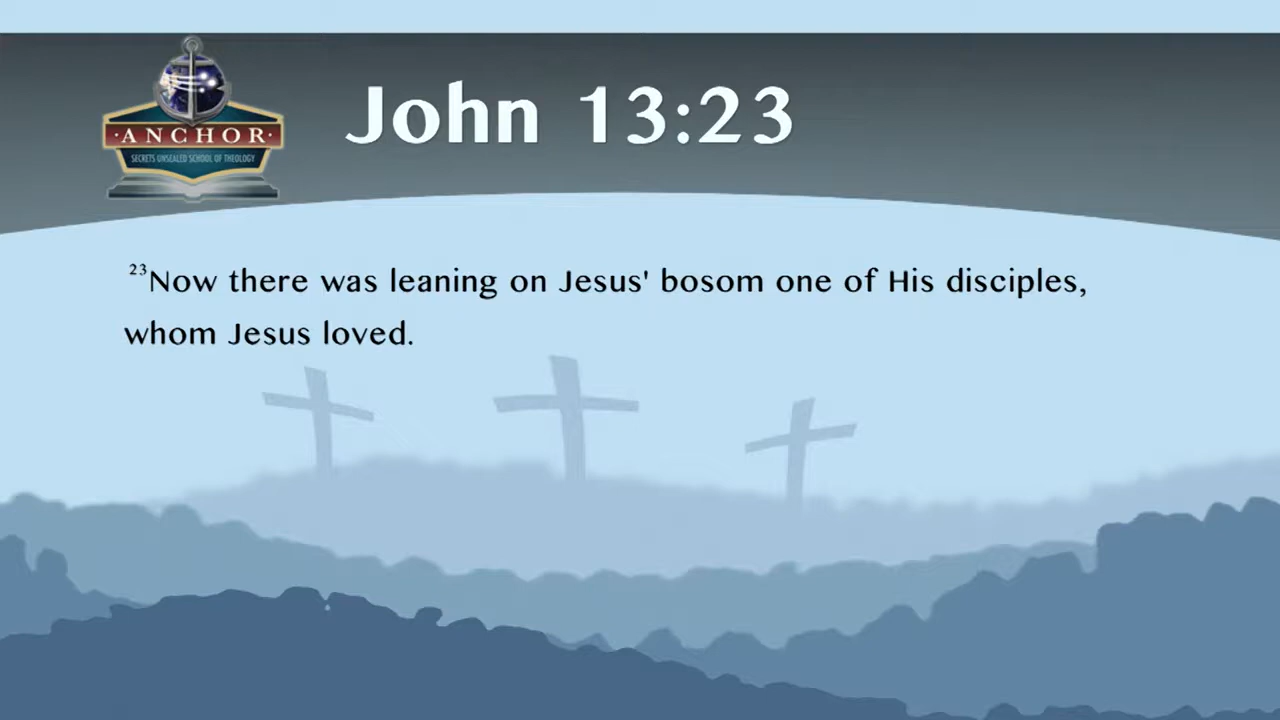 ·ANCHOR·
SECRETS UNSEALED SCHOOL OF THEOLOGY
John 13:23
²³Now there was leaning on Jesus' bosom one of His disciples,
whom Jesus loved.